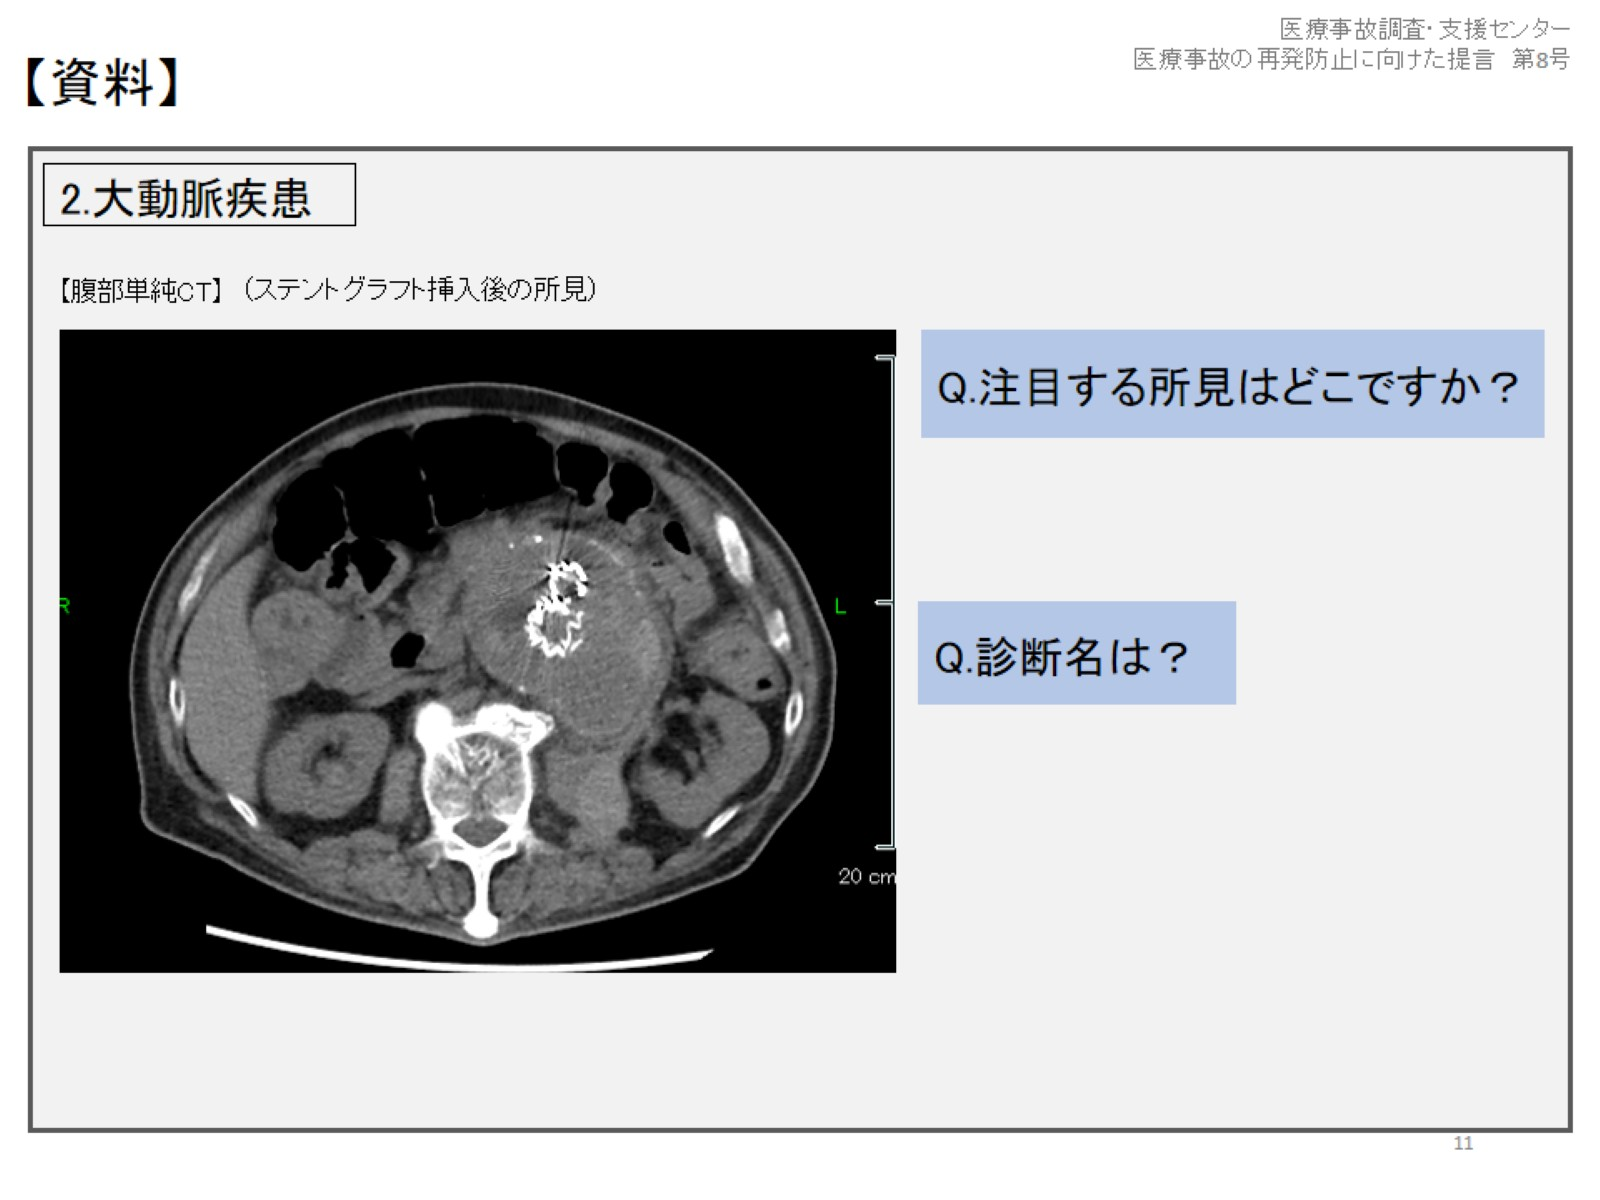 医療事故調査・支援センター
医療事故の再発防止に向けた提言 第8号
【資料】
2.大動脈疾患
【腹部単純CT】（ステントグラフト挿入後の所見）
Q.注目する所見はどこですか？
R
L
Q.診断名は？
20 cm
11